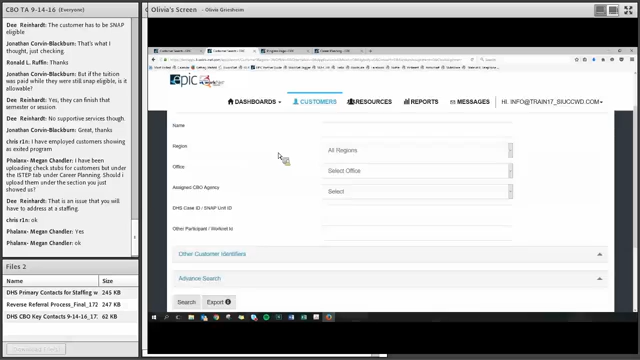 CBO TA 9-14-16
Dee Reinhardt: The customer has to be SNAP
eligible
Jonathan Corvin-Blackburn: That's what I
thought, just checking.
Ronald L. Ruffin: Thanks
Jonathan Corvin-Blackburn: But if the tuition was
paid while they were still snap eligible, is it
allowable?
Dee Reinhardt: Yes, they can finish that
semester or session
Dee Reinhardt: No supportive services though.
Jonathan Corvin-Blackburn: Great, thanks
chris r1n: I have employed customers showing
as exited program
Phalanx- Megan Chandler: I have been
uploading check stubs for customers but under
the ISTEP tab under Career Planning. Should i
upload them under the section you just showed
us?
Dee Reinhardt: That is an issue that you will
have to address at a staffing.
chris r1n: ok
Phalanx- Megan Chandler: Yes
Phalanx- Megan Chandler: ok
Files 2
Name Size
DHS Primary Contacts for Staffing w 245 KB
Reverse Referral Process_Final_172 247 KB
DHS CBO Key Contacts 9-14-16_17 62 KB
Olivia's Screen - Olivia Griesheim
epic
DASHBOARDS CUSTOMERS RESOURCES REPORTS MESSAGES HI, INFO@TRAIN17_SIUCCWD.COM
Name
Region All Regions
Office Select Office
Assigned CBO Agency Select
DHS Case ID / SNAP Unit ID
Other Participant / Worknet Id
Other Customer Identifiers
Advance Search
Search Export